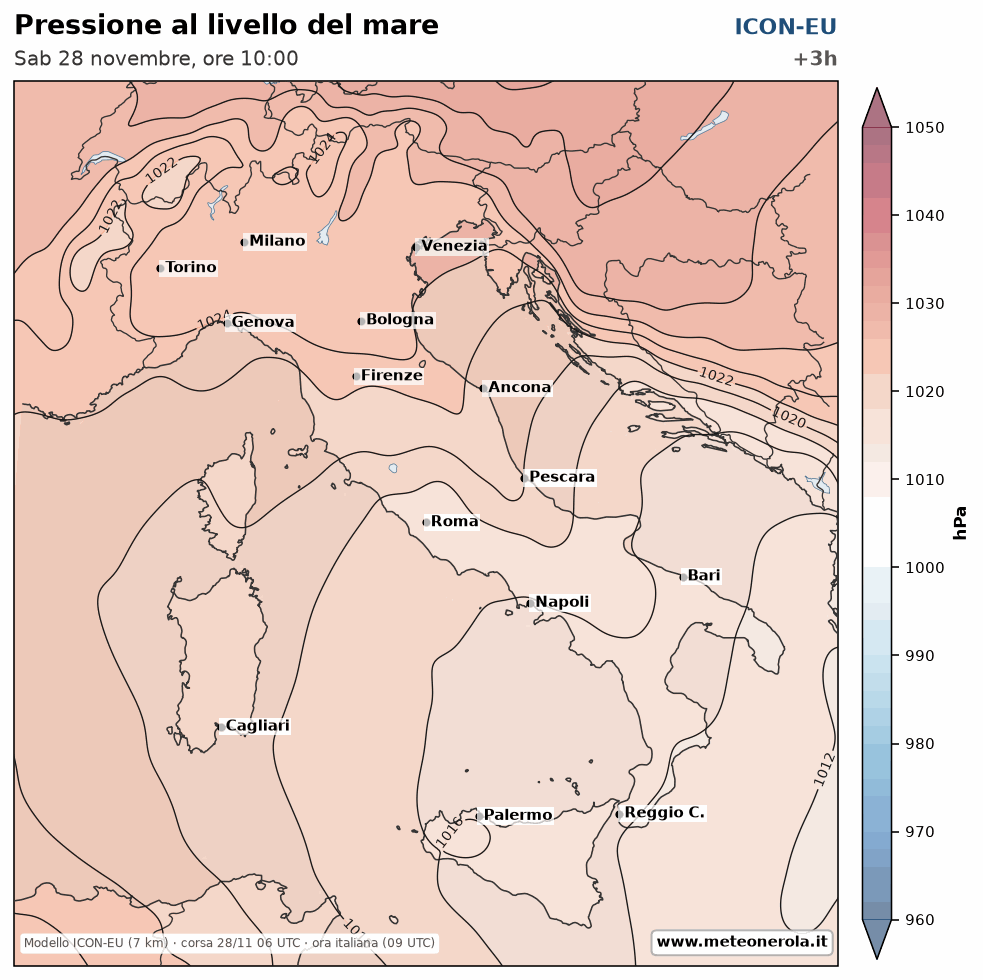 Pressione al livello del mare
ICON-EU
Sab 28 novembre, ore 10:00
+3h
1050
1040
1030
1020
1010
1000
990
980
970
960
hPa
1024
1022
1022
Milano
Venezia
Torino
1024
Genova
Bologna
Firenze
1022
Ancona
1020
Pescara
Roma
Bari
Napoli
Cagliari
1012
Palermo
Reggio C.
1016
Modello ICON-EU (7 km) · corsa 28/11 06 UTC · ora italiana (09 UTC)
www.meteonerola.it